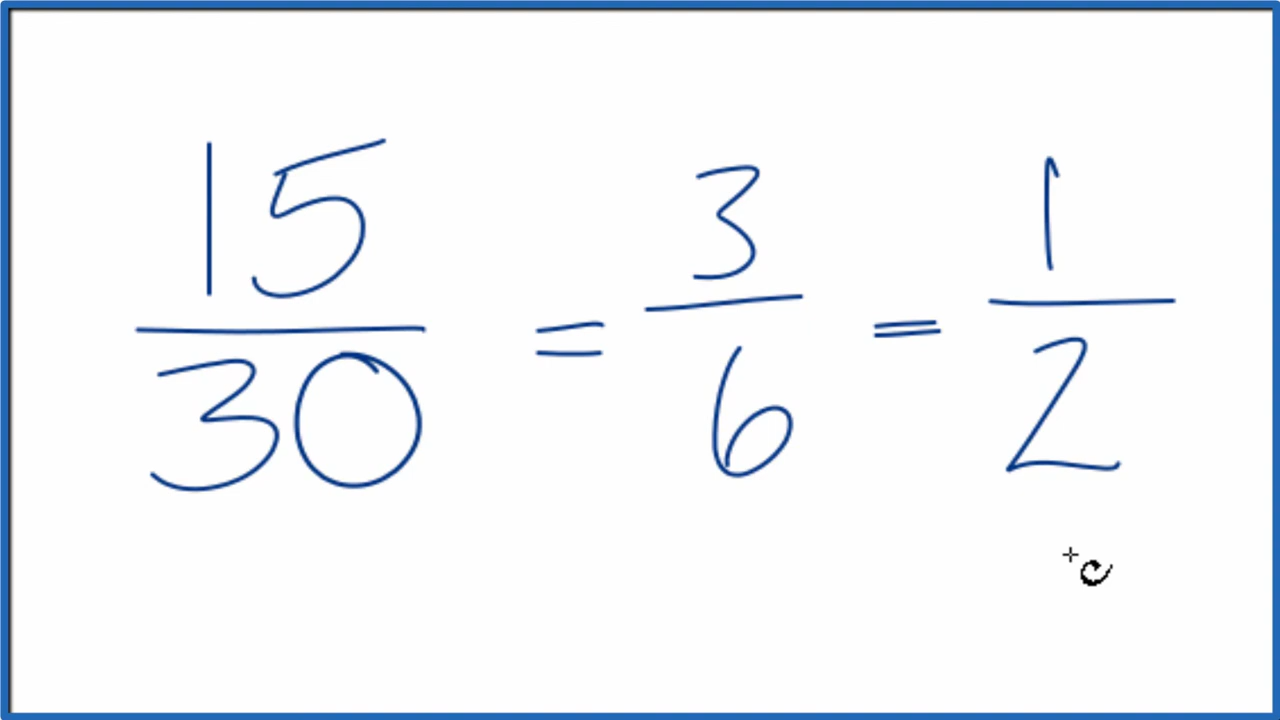 15/30 = 3/6 = 1/2